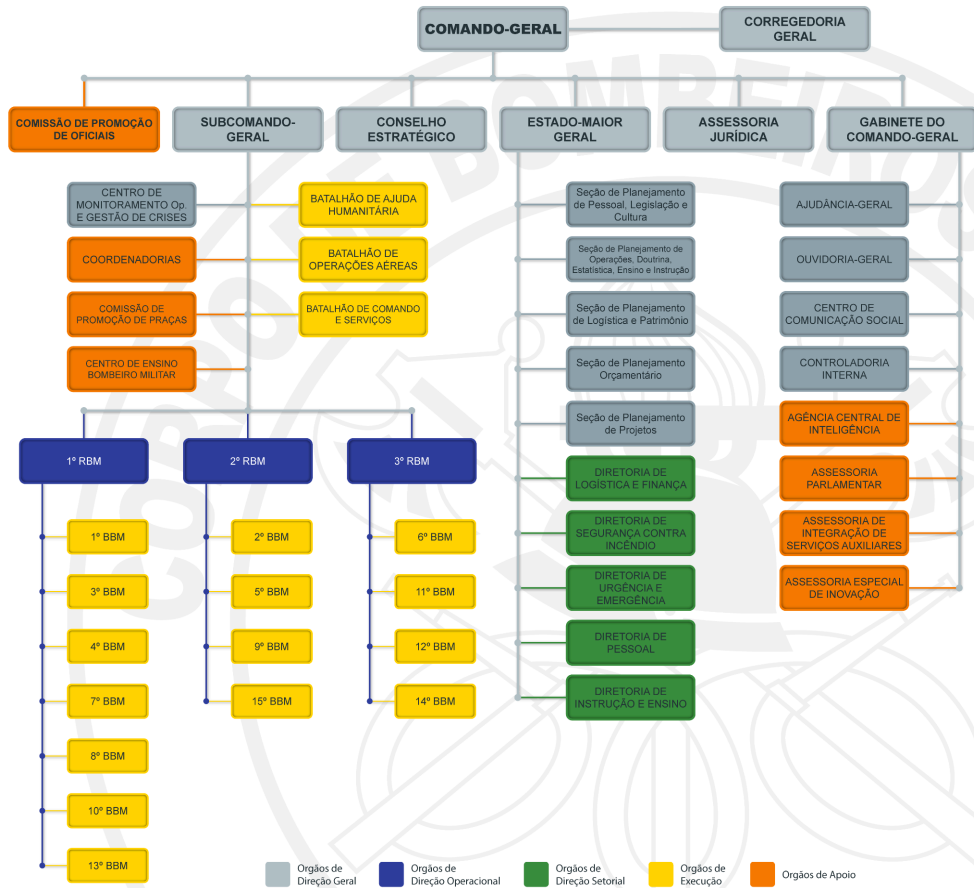 COMANDO-GERAL
CORREGEDORIA
GERAL
COMISSÃO DE PROMOÇÃO
DE OFICIAIS
SUBCOMANDO-
GERAL
CONSELHO
ESTRATÉGICO
ESTADO-MAIOR
GERAL
ASSESSORIA
JURÍDICA
GABINETE DO
COMANDO-GERAL
CENTRO DE
MONITORAMENTO Op.
E GESTÃO DE CRISES
COORDENADORIAS
COMISSÃO DE
PROMOÇÃO DE PRAÇAS
CENTRO DE ENSINO
BOMBEIRO MILITAR
BATALHÃO DE AJUDA
HUMANITÁRIA
BATALHÃO DE
OPERAÇÕES AÉREAS
BATALHÃO DE COMANDO
E SERVIÇOS
1º RBM
1º BBM
3º BBM
4º BBM
7º BBM
8º BBM
10º BBM
13º BBM
2º RBM
2º BBM
5º BBM
9º BBM
15º BBM
3º RBM
6º BBM
11º BBM
12º BBM
14º BBM
Seção de Planejamento
de Pessoal, Legislação e
Cultura
Seção de Planejamento de
Operações, Doutrina,
Estatística, Ensino e Instrução
Seção de Planejamento
de Logística e Patrimônio
Seção de Planejamento
Orçamentário
Seção de Planejamento
de Projetos
DIRETORIA DE
LOGÍSTICA E FINANÇA
DIRETORIA DE
SEGURANÇA CONTRA
INCÊNDIO
DIRETORIA DE
URGÊNCIA E
EMERGÊNCIA
DIRETORIA DE
PESSOAL
DIRETORIA DE
INSTRUÇÃO E ENSINO
AJUDÂNCIA-GERAL
OUVIDORIA-GERAL
CENTRO DE
COMUNICAÇÃO SOCIAL
CONTROLADORIA
INTERNA
AGÊNCIA CENTRAL DE
INTELIGÊNCIA
ASSESSORIA
PARLAMENTAR
ASSESSORIA DE
INTEGRAÇÃO DE
SERVIÇOS AUXILIARES
ASSESSORIA ESPECIAL
DE INOVAÇÃO
Orgãos de
Direção Geral
Orgãos de
Direção Operacional
Orgãos de
Direção Setorial
Orgãos de
Execução
Orgãos de Apoio
CORPO DE BOMBEIROS